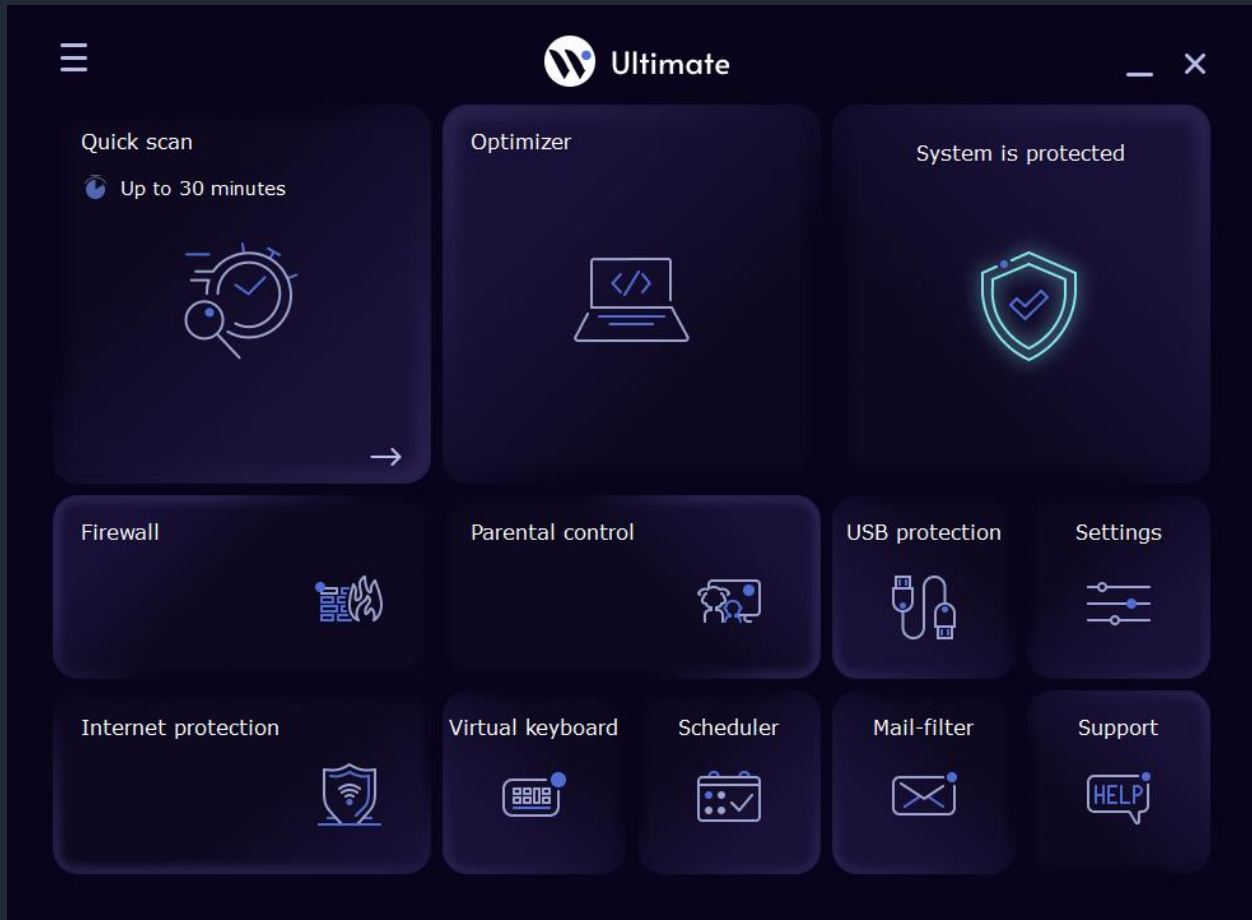 Ultimate
Quick scan
Up to 30 minutes
Optimizer
System is protected
Firewall
Parental control
USB protection
Settings
Internet protection
Virtual keyboard
Scheduler
Mail-filter
Support
HELP